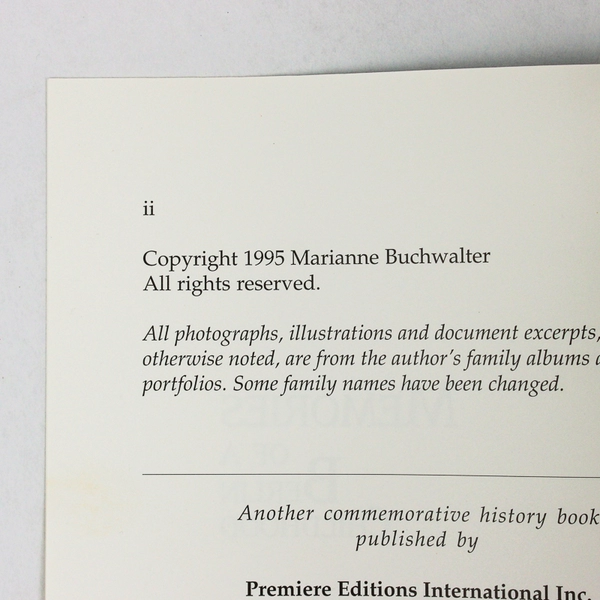 ii
Copyright 1995 Marianne Buchwalter
All rights reserved.
All photographs, illustrations and document excerpts,
otherwise noted, are from the author's family albums
portfolios. Some family names have been changed.
Another commemorative history book
published by
Premiere Editions International Inc.